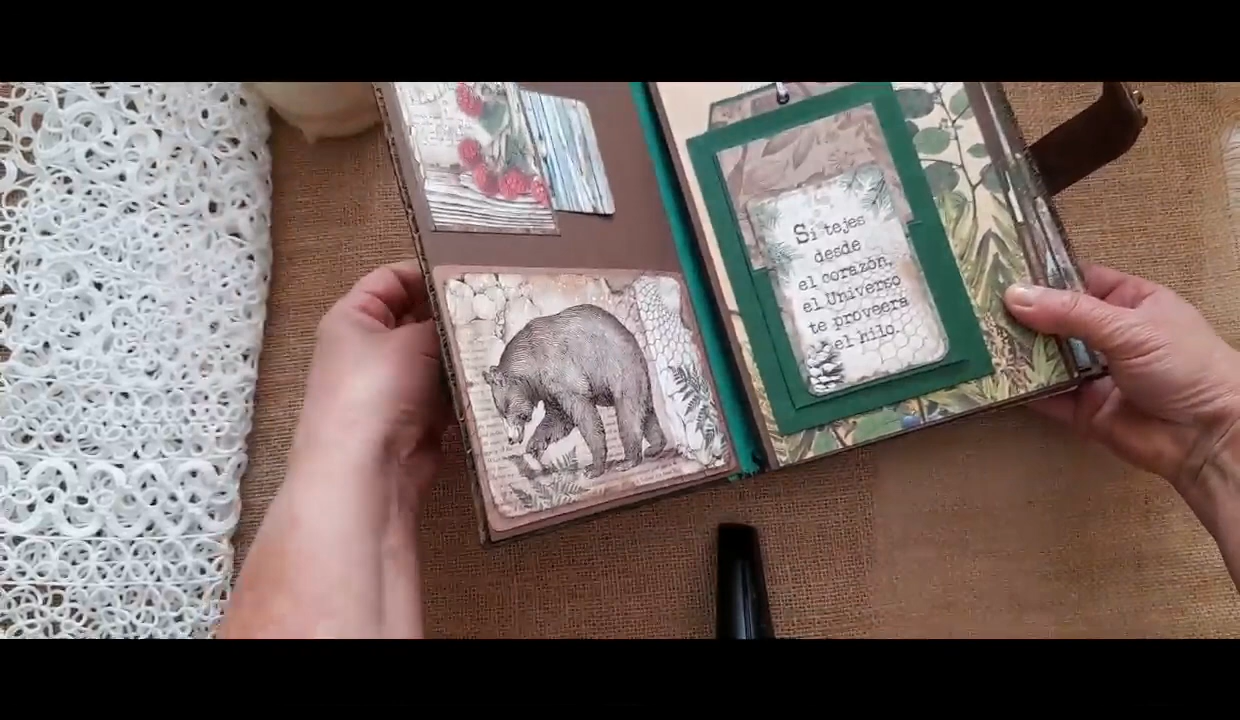 Si tejes
desde
el corazón,
el Universo
te proveerá
el hilo.